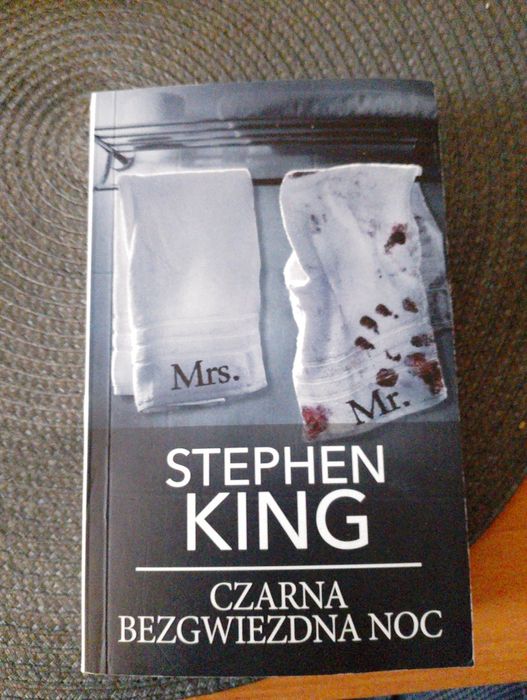 Mrs.
Mr.
STEPHEN
KING
CZARNA
BEZGWIEZDNA NOC